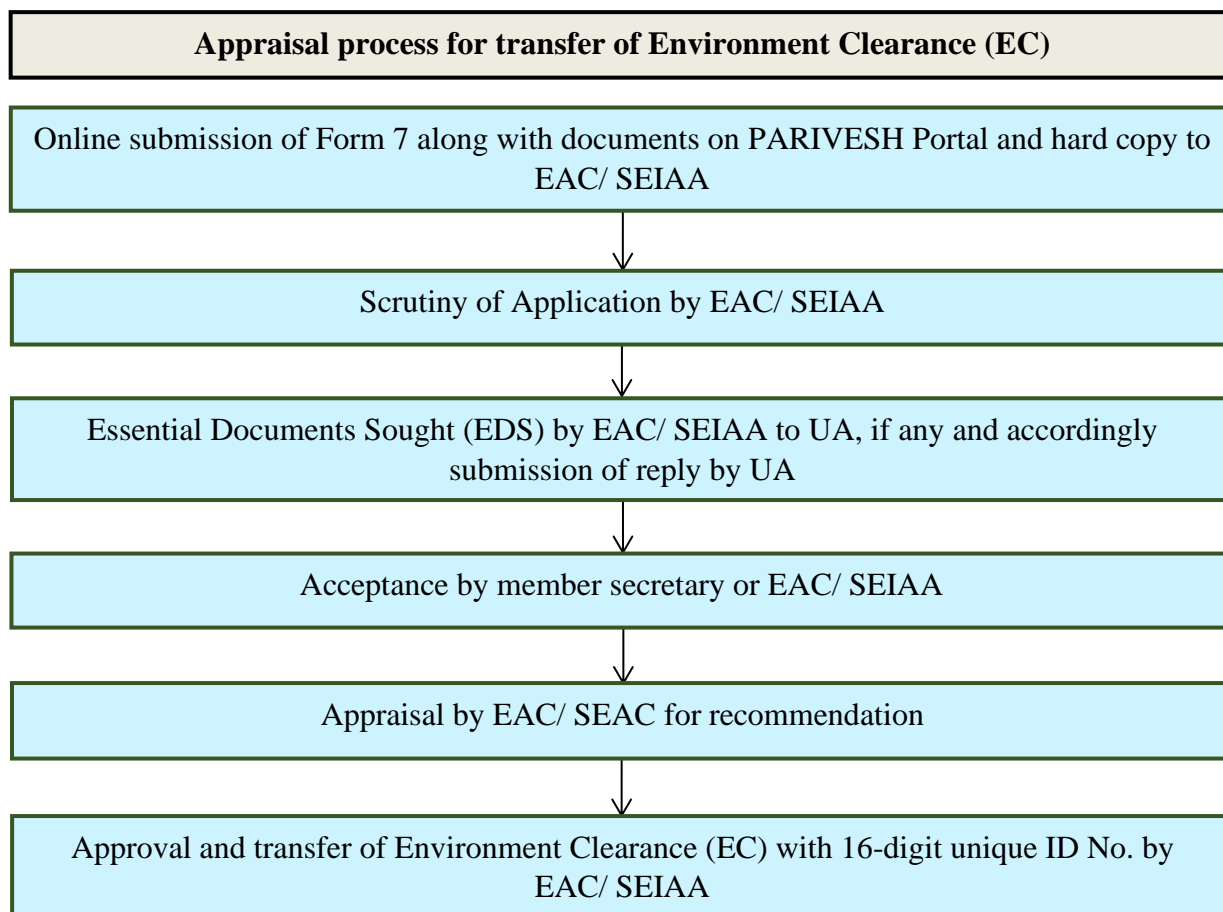 Appraisal process for transfer of Environment Clearance (EC)
Online submission of Form 7 along with documents on PARIVESH Portal and hard copy to
EAC/ SEIAA
Scrutiny of Application by EAC/ SEIAA
Essential Documents Sought (EDS) by EAC/ SEIAA to UA, if any and accordingly
submission of reply by UA
Acceptance by member secretary or EAC/ SEIAA
Appraisal by EAC/ SEAC for recommendation
Approval and transfer of Environment Clearance (EC) with 16-digit unique ID No. by
EAC/ SEIAA